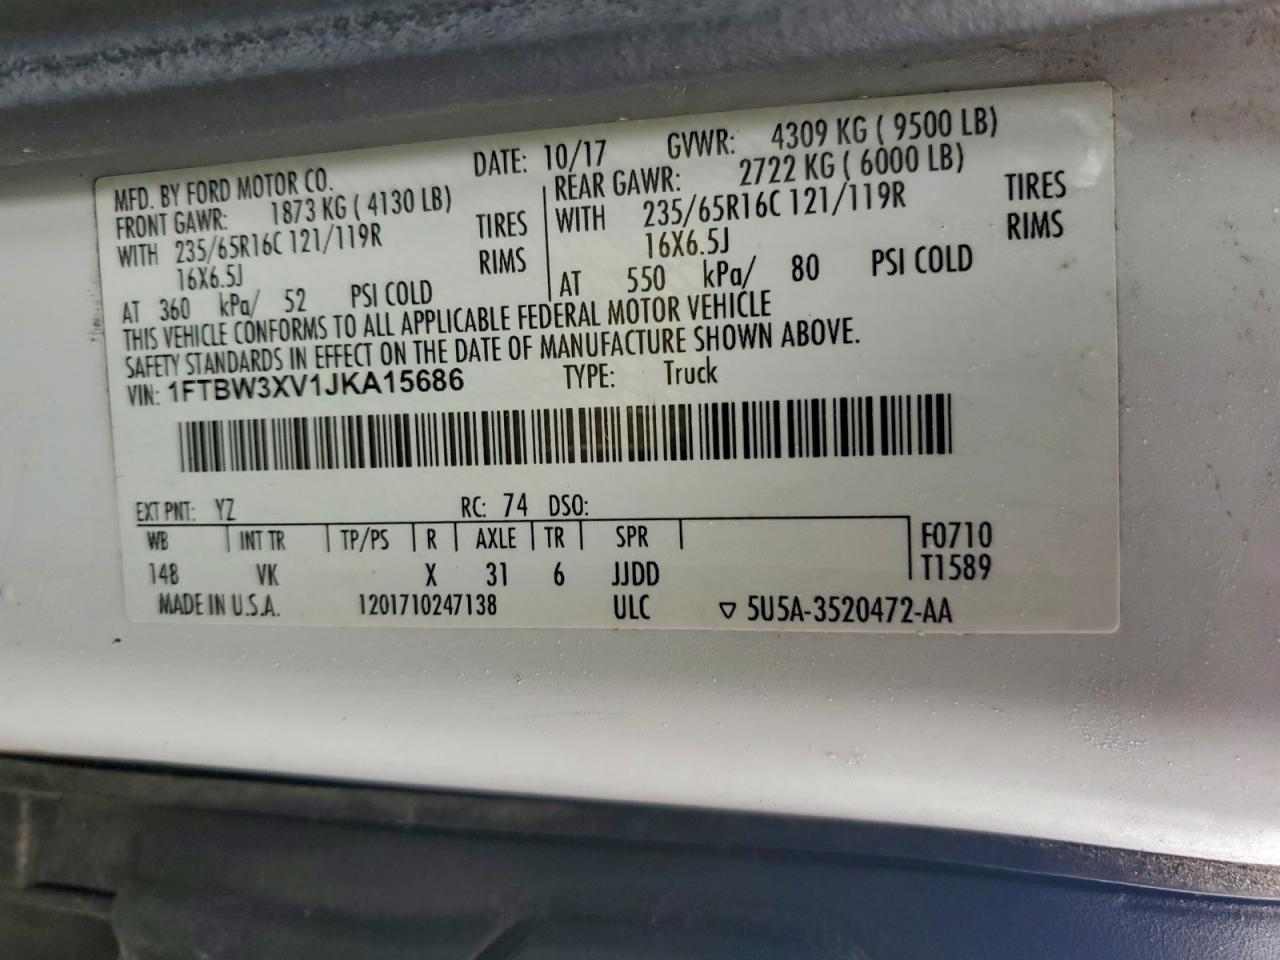 DATE: 10/17 GVWR: 4309 KG ( 9500 LB)
MFD. BY FORD MOTOR CO.
FRONT GAWR: 1873 KG ( 4130 LB)
WITH 235/65R16C 121/119R TIRES
16X6.5J RIMS
AT 360 kPa/ 52 PSI COLD
REAR GAWR: 2722 KG ( 6000 LB)
WITH 235/65R16C 121/119R TIRES
16X6.5J RIMS
AT 550 kPa/ 80 PSI COLD
THIS VEHICLE CONFORMS TO ALL APPLICABLE FEDERAL MOTOR VEHICLE
SAFETY STANDARDS IN EFFECT ON THE DATE OF MANUFACTURE SHOWN ABOVE.
VIN: 1FTBW3XV1JKA15686 TYPE: Truck
EXT PNT: YZ RC: 74 DSO:
WB INT TR TP/PS R AXLE TR SPR F0710
148 VK X 31 6 JJDD T1589
MADE IN U.S.A. 1201710247138 ULC ▽ 5U5A-3520472-AA